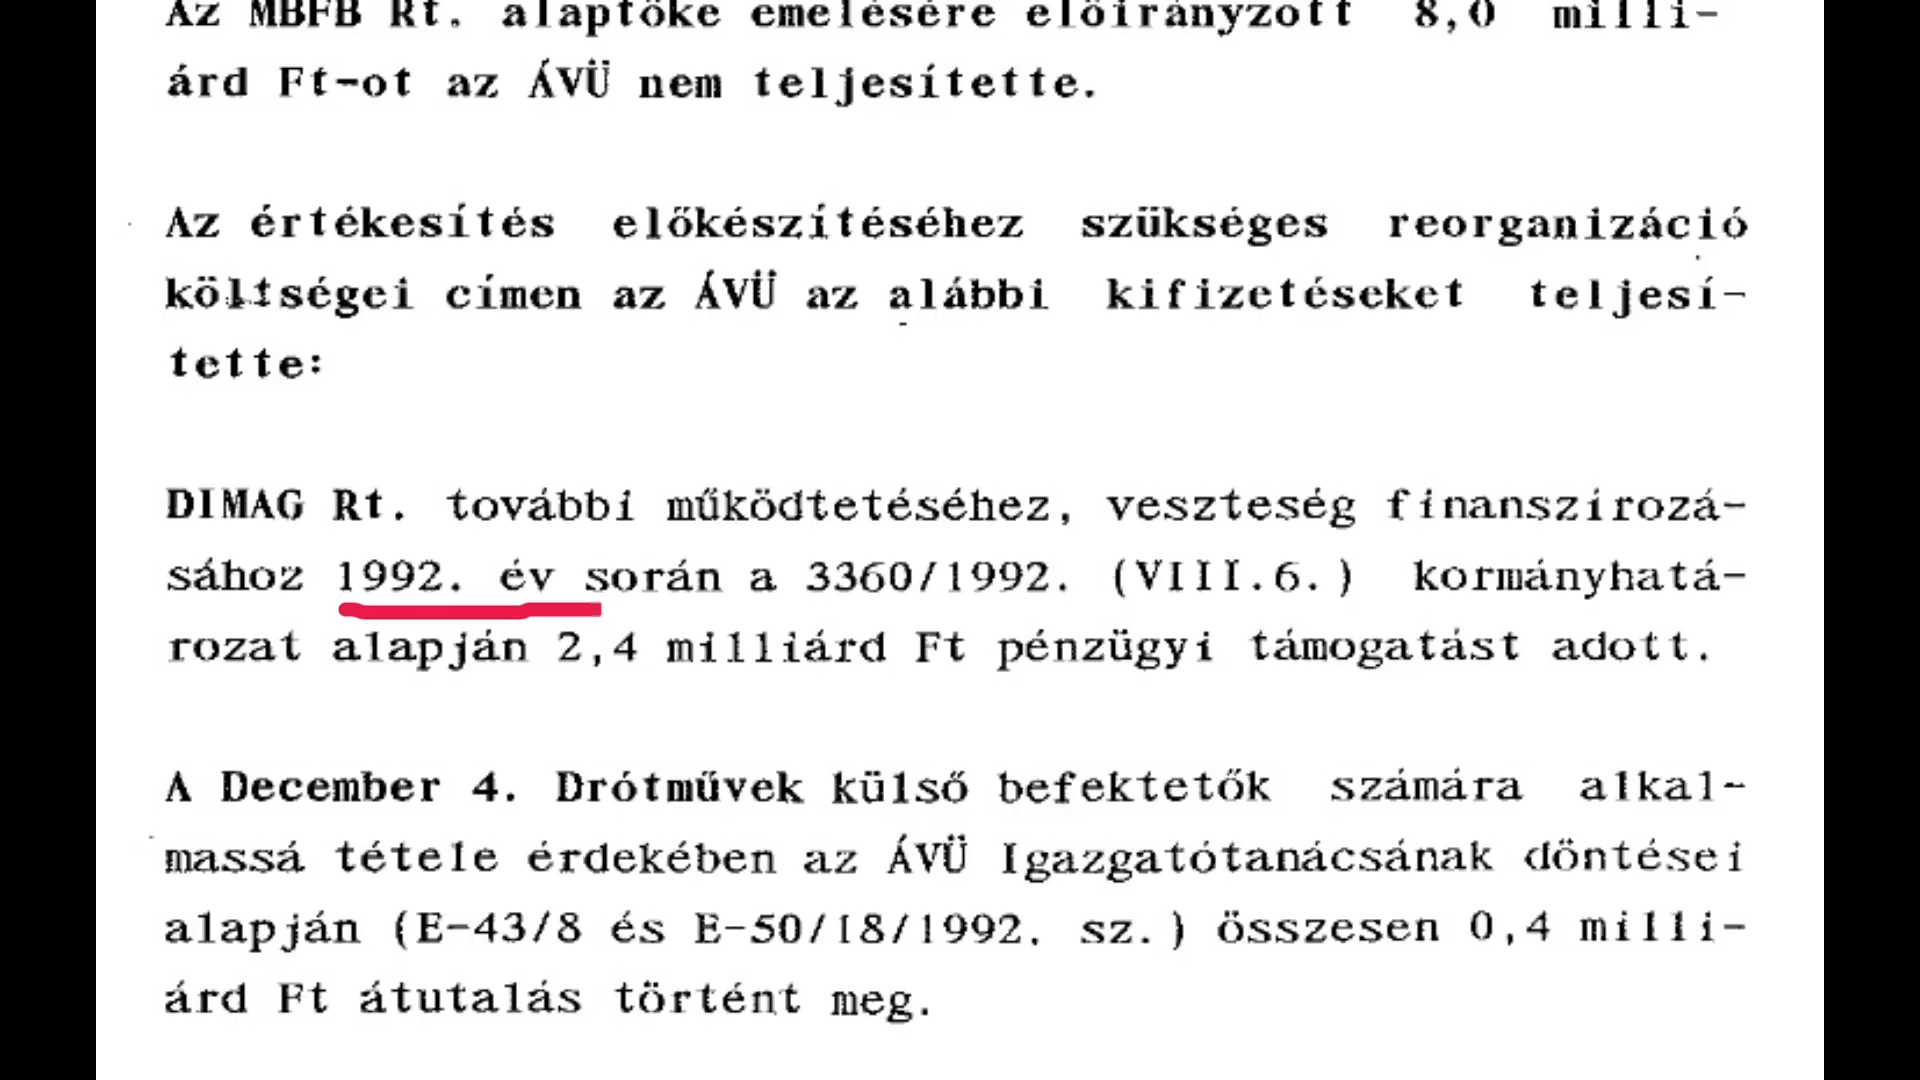 Az MBFB Rt. alaptőke emelésére előirányzott 8,0 milli-
árd Ft-ot az ÁVÜ nem teljesítette.
Az értékesítés előkészítéséhez szükséges reorganizáció
költségei címen az ÁVÜ az alábbi kifizetéseket teljesí-
tette:
DIMAG Rt. további működtetéséhez, veszteség finanszírozá-
sához 1992. év során a 3360/1992. (VIII.6.) kormányhatá-
rozat alapján 2,4 milliárd Ft pénzügyi támogatást adott.
A December 4. Drótművek külső befektetők számára alkal-
massá tétele érdekében az ÁVÜ Igazgatótanácsának döntései
alapján (E-43/8 és E-50/18/1992. sz.) összesen 0,4 milli-
árd Ft átutalás történt meg.